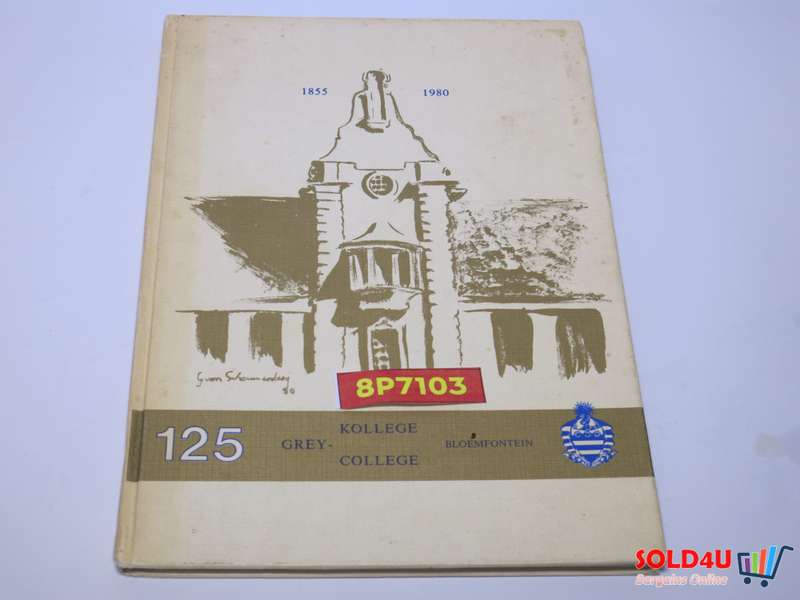 1855 1980
8P7103
125 GREY- KOLLEGE COLLEGE BLOEMFONTEIN
SOLD4U
Bargains Online